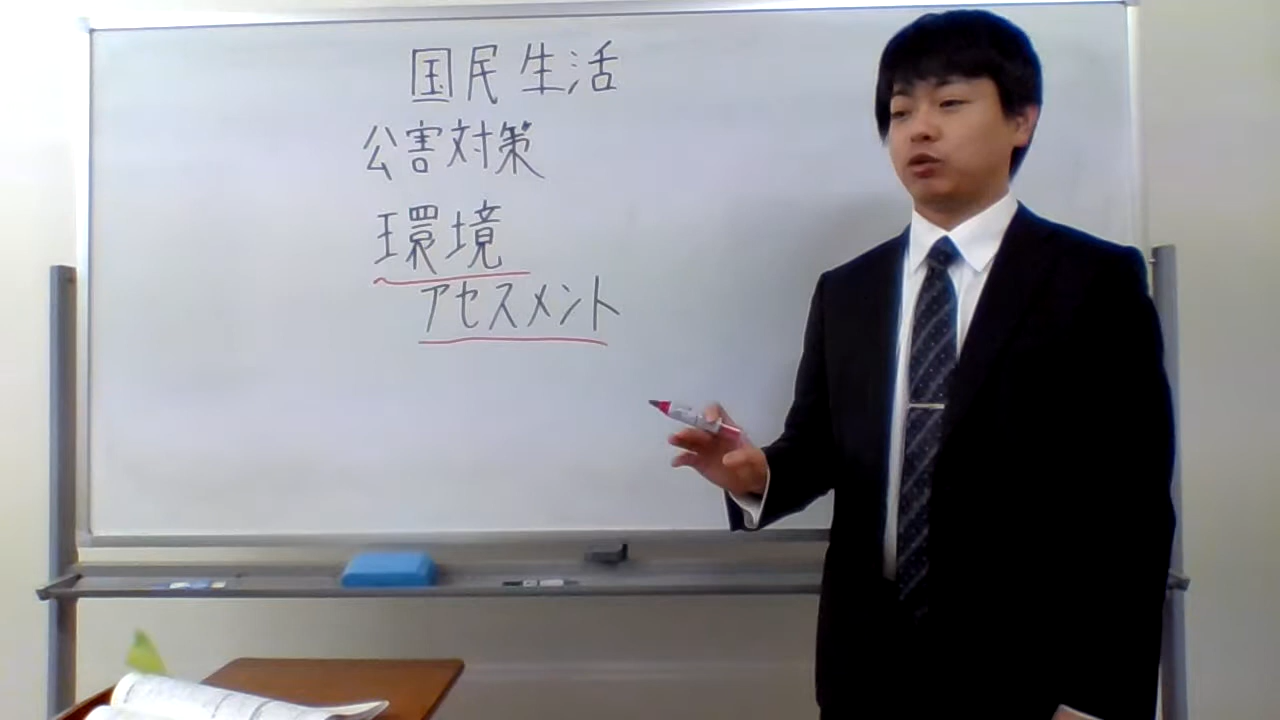 国民生活
公害対策
環境
アセスメント